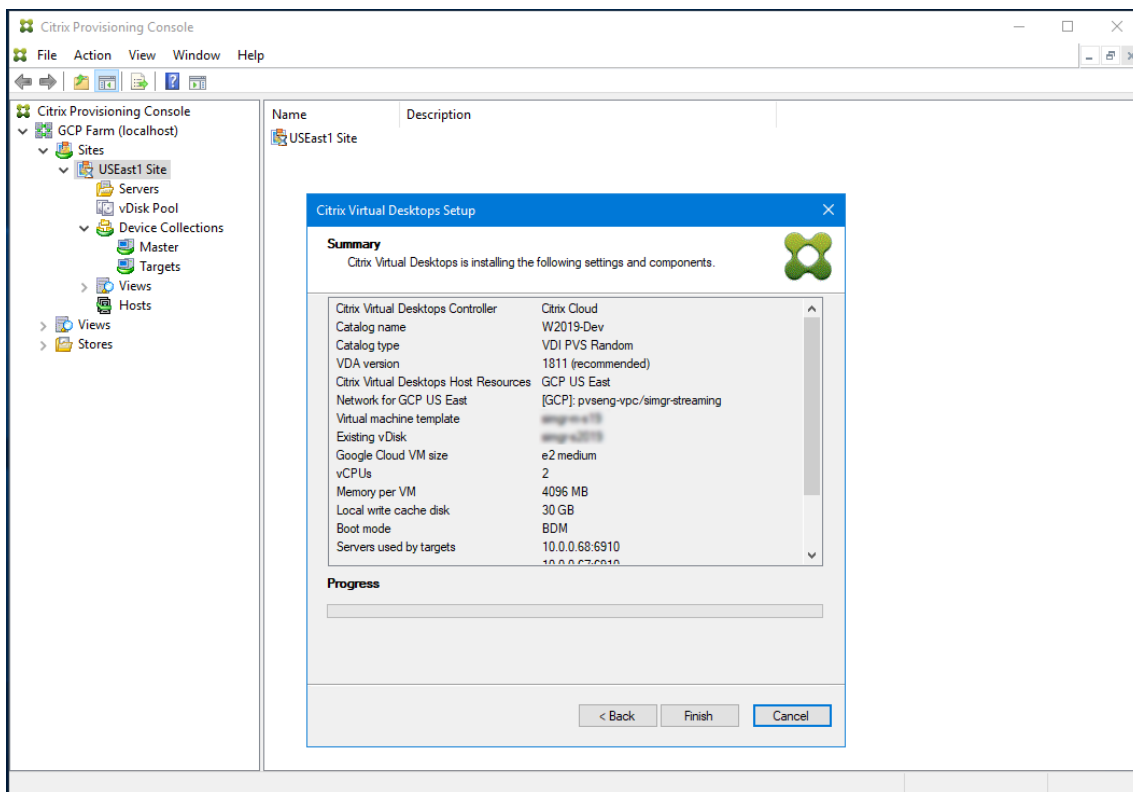 Citrix Provisioning Console
File Action View Window Help
Citrix Provisioning Console
GCP Farm (localhost)
Sites
USEast1 Site
Servers
vDisk Pool
Device Collections
Master
Targets
Views
Hosts
Views
Stores
Name Description
USEast1 Site
Citrix Virtual Desktops Setup
Summary
Citrix Virtual Desktops is installing the following settings and components.
Citrix Virtual Desktops Controller Citrix Cloud
Catalog name W2019-Dev
Catalog type VDI PVS Random
VDA version 1811 (recommended)
Citrix Virtual Desktops Host Resources GCP US East
Network for GCP US East [GCP]: pvseng-vpc/simgr-streaming
Virtual machine template
Existing vDisk
Google Cloud VM size e2 medium
vCPUs 2
Memory per VM 4096 MB
Local write cache disk 30 GB
Boot mode BDM
Servers used by targets 10.0.0.68:6910
10.0.0.67:6910
Progress
< Back Finish Cancel